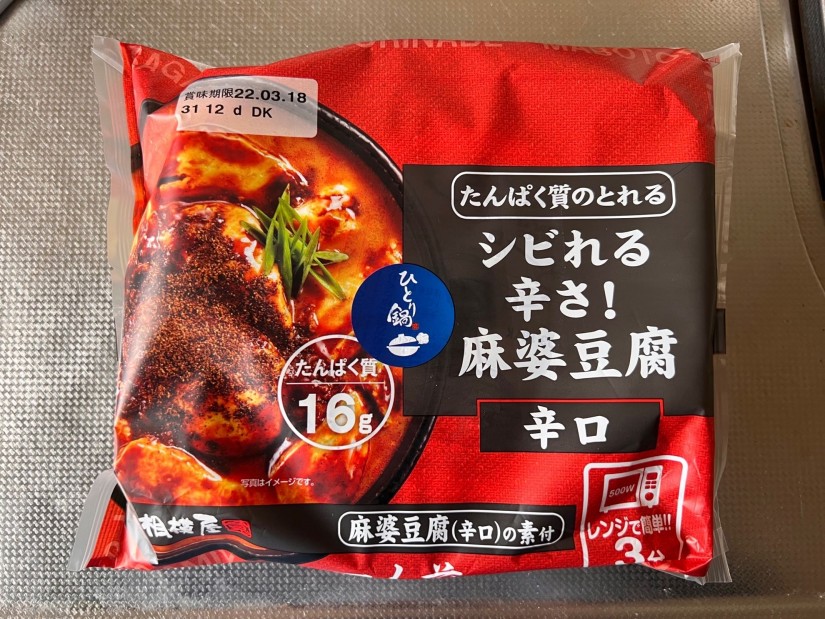 賞味期限22.03.18
31 12 d DK
たんぱく質のとれる
シビれる
辛さ!
麻婆豆腐
辛口
ひとり
鍋
たんぱく質
16g
写真はイメージです。
相模屋
麻婆豆腐(辛口)の素付
500W
レンジで簡単!!
3分